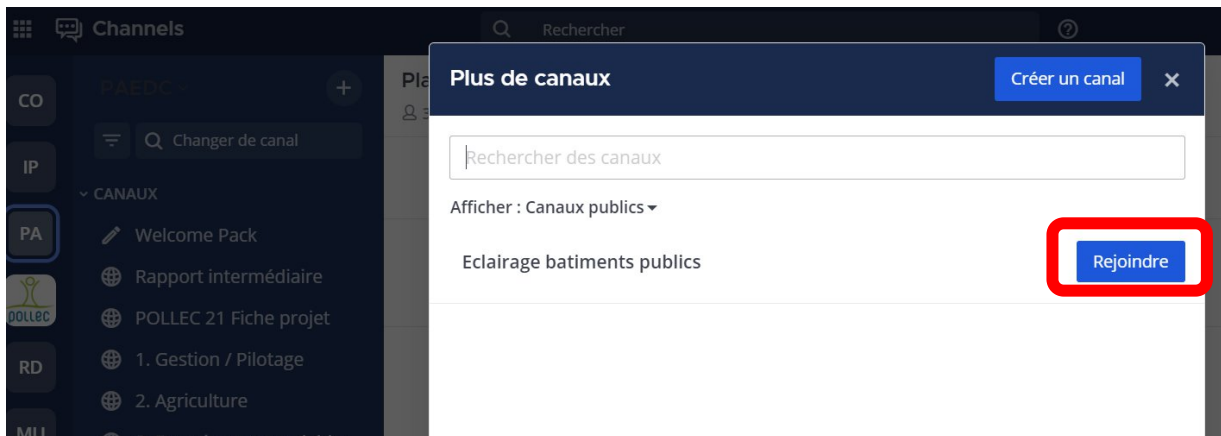 Channels
Rechercher
CO
IP
PA
pollec
RD
MU
PAEDC
Changer de canal
CANAUX
Welcome Pack
Rapport intermédiaire
POLLEC 21 Fiche projet
1. Gestion / Pilotage
2. Agriculture
Pla
Plus de canaux
Créer un canal
Rechercher des canaux
Afficher : Canaux publics
Eclairage batiments publics
Rejoindre